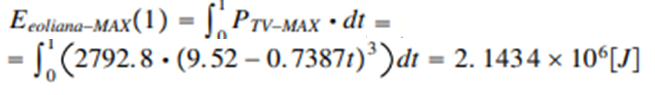 E_{eoliana-MAX}(1) = ∫_0^1 P_{TV-MAX} • dt =
= ∫_0^1 (2792.8 • (9.52 – 0.7387t)^3) dt = 2. 1434 × 10^6[J]